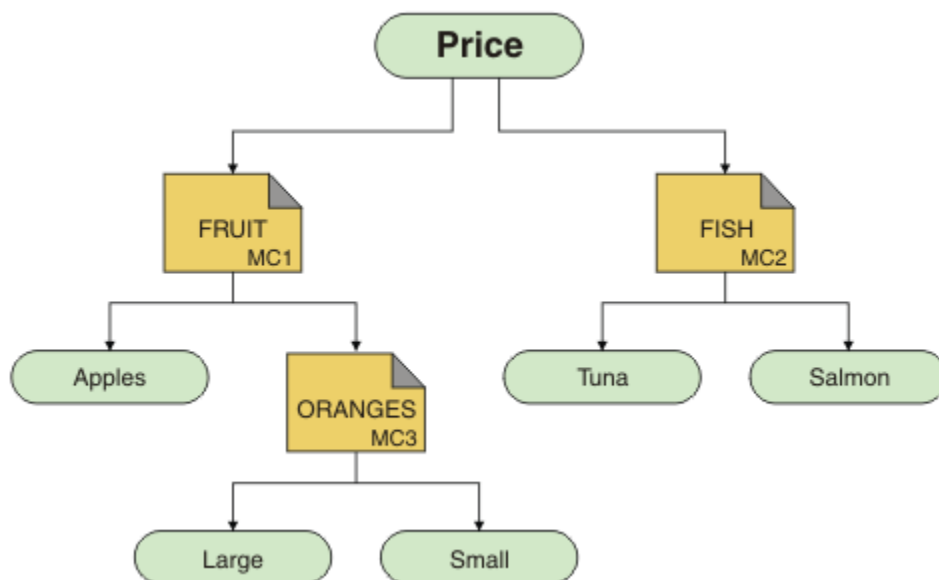 Price
FRUIT
MC1
FISH
MC2
Apples
Tuna
Salmon
ORANGES
MC3
Large
Small